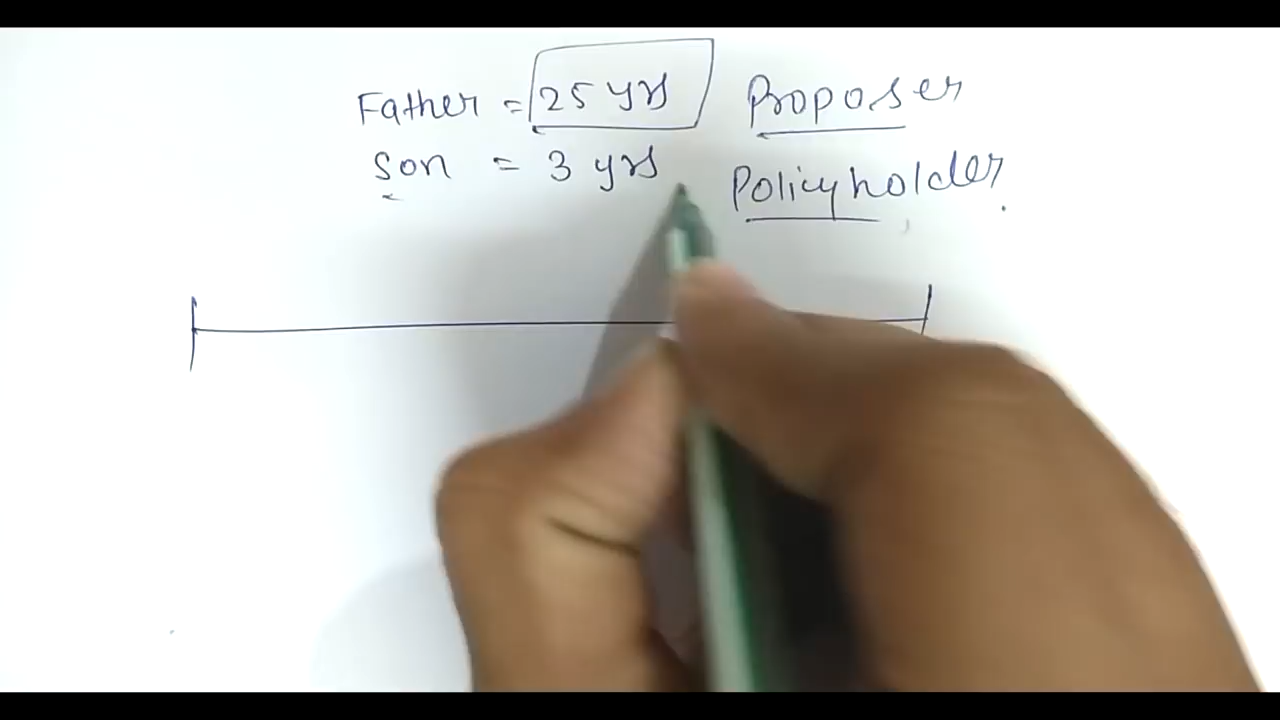 Father = 25 yrs Proposer
Son = 3 yrs Policyholder.